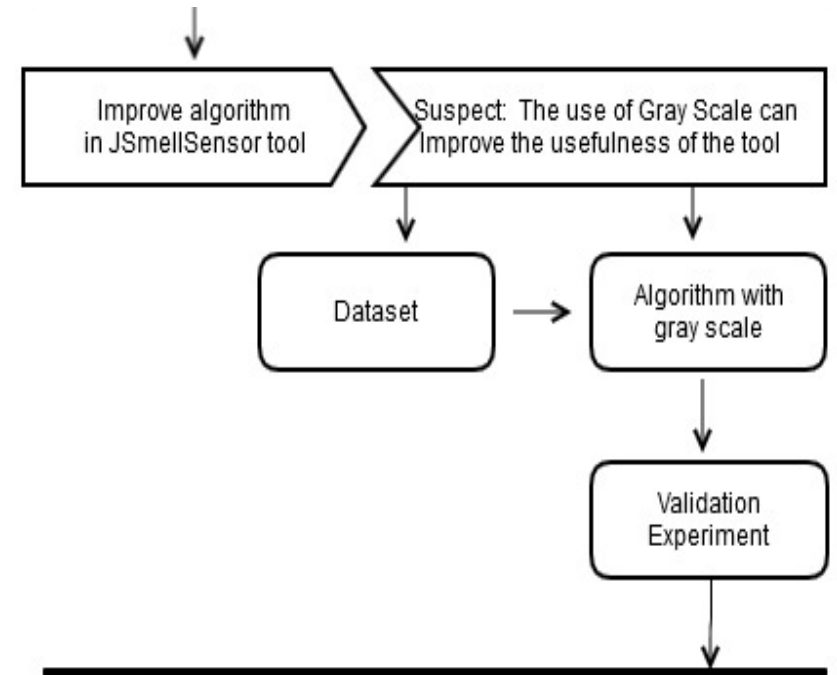 Improve algorithm
in JSmellSensor tool
Suspect: The use of Gray Scale can
Improve the usefulness of the tool
Dataset
Algorithm with
gray scale
Validation
Experiment